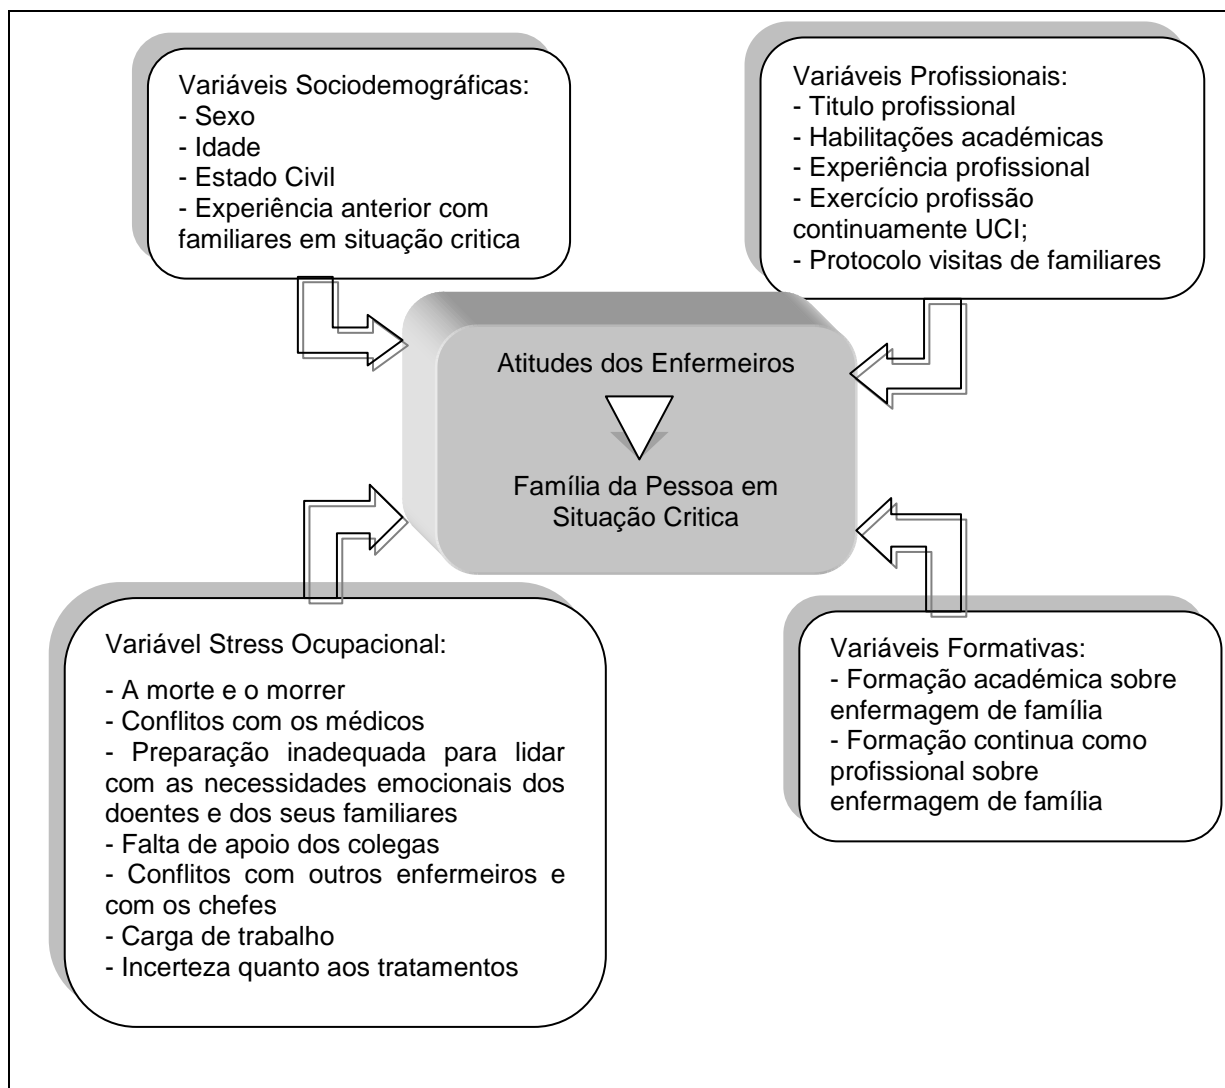 Variáveis Sociodemográficas:
- Sexo
- Idade
- Estado Civil
- Experiência anterior com
familiares em situação critica
Variáveis Profissionais:
- Titulo profissional
- Habilitações académicas
- Experiência profissional
- Exercício profissão
continuamente UCI;
- Protocolo visitas de familiares
Atitudes dos Enfermeiros
Família da Pessoa em
Situação Critica
Variável Stress Ocupacional:
- A morte e o morrer
- Conflitos com os médicos
- Preparação inadequada para lidar
com as necessidades emocionais dos
doentes e dos seus familiares
- Falta de apoio dos colegas
- Conflitos com outros enfermeiros e
com os chefes
- Carga de trabalho
- Incerteza quanto aos tratamentos
Variáveis Formativas:
- Formação académica sobre
enfermagem de família
- Formação continua como
profissional sobre
enfermagem de família